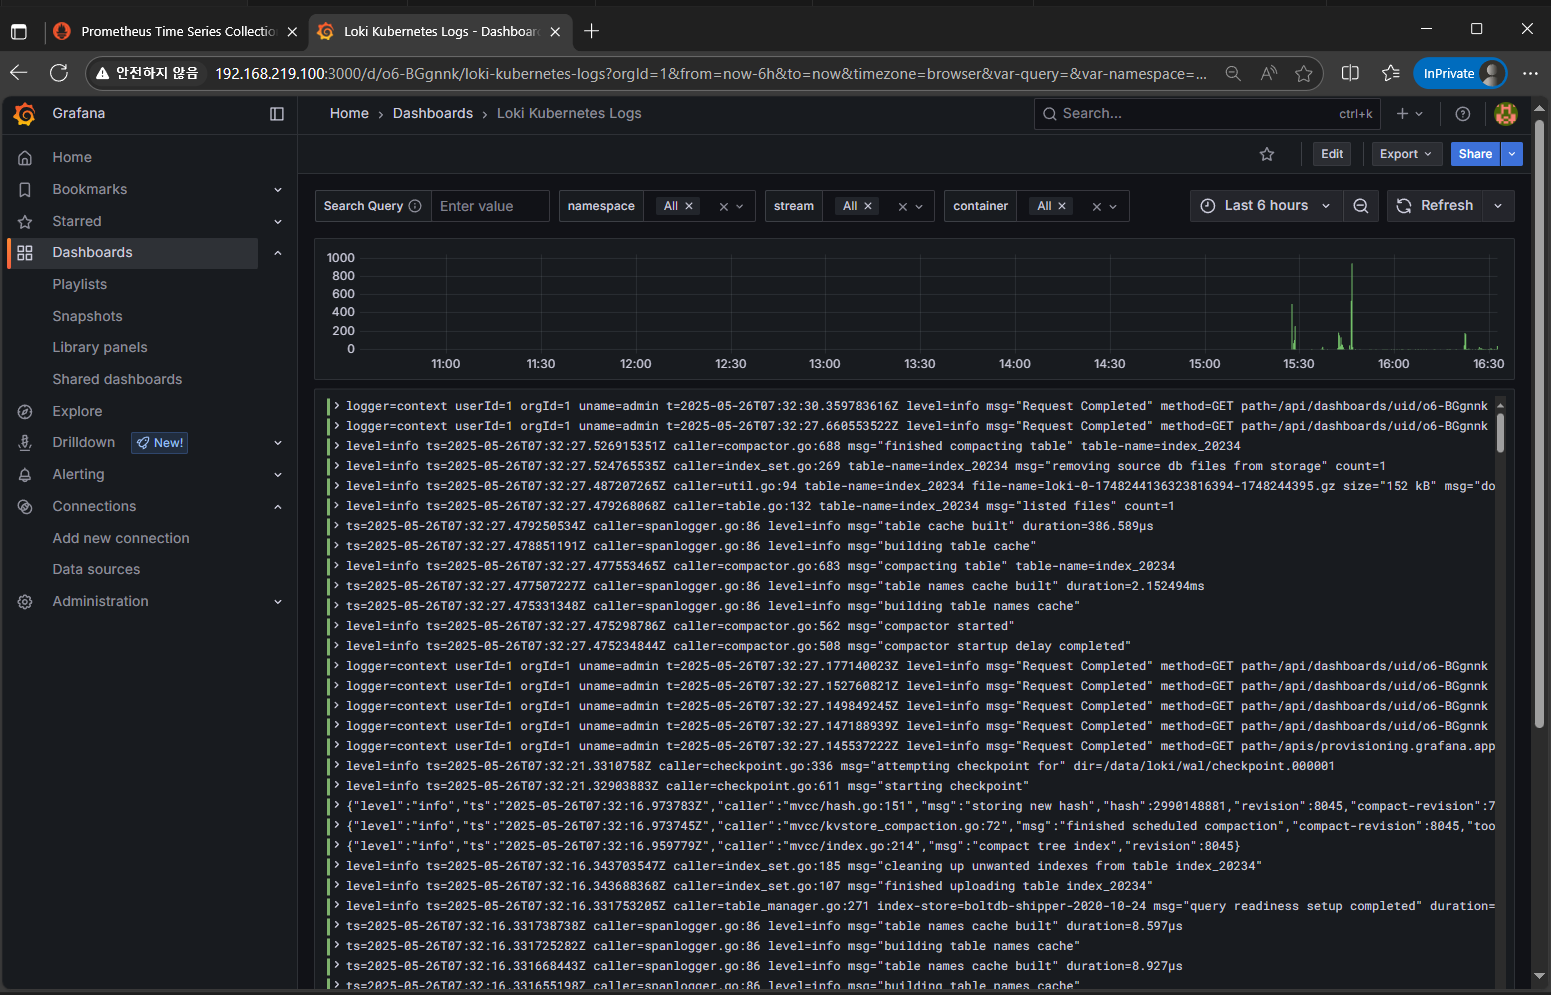 Prometheus Time Series Collectio
Loki Kubernetes Logs - Dashboar
안전하지 않음 192.168.219.100:3000/d/o6-BGgnnk/loki-kubernetes-logs?orgId=1&from=now-6h&to=now&timezone=browser&var-query=&var-namespace=...
InPrivate
Grafana
Home › Dashboards › Loki Kubernetes Logs
Search... ctrl+k
Edit Export Share
Home
Bookmarks
Starred
Dashboards
Playlists
Snapshots
Library panels
Shared dashboards
Explore
Drilldown New!
Alerting
Connections
Add new connection
Data sources
Administration
Search Query Enter value namespace All stream All container All Last 6 hours Refresh
1000
800
600
400
200
0
11:00 11:30 12:00 12:30 13:00 13:30 14:00 14:30 15:00 15:30 16:00 16:30
logger=context userId=1 orgId=1 uname=admin t=2025-05-26T07:32:30.359783616Z level=info msg="Request Completed" method=GET path=/api/dashboards/uid/o6-BGgnnk
logger=context userId=1 orgId=1 uname=admin t=2025-05-26T07:32:27.660553522Z level=info msg="Request Completed" method=GET path=/api/dashboards/uid/o6-BGgnnk
level=info ts=2025-05-26T07:32:27.526915351Z caller=compactor.go:688 msg="finished compacting table" table-name=index_20234
level=info ts=2025-05-26T07:32:27.524765535Z caller=index_set.go:269 table-name=index_20234 msg="removing source db files from storage" count=1
level=info ts=2025-05-26T07:32:27.487207265Z caller=util.go:94 table-name=index_20234 file-name=loki-0-1748244136323816394-1748244395.gz size="152 kB" msg="do
level=info ts=2025-05-26T07:32:27.479268068Z caller=table.go:132 table-name=index_20234 msg="listed files" count=1
ts=2025-05-26T07:32:27.479250534Z caller=spanlogger.go:86 level=info msg="table cache built" duration=386.589µs
ts=2025-05-26T07:32:27.478851191Z caller=spanlogger.go:86 level=info msg="building table cache"
level=info ts=2025-05-26T07:32:27.477553465Z caller=compactor.go:683 msg="compacting table" table-name=index_20234
ts=2025-05-26T07:32:27.477507227Z caller=spanlogger.go:86 level=info msg="table names cache built" duration=2.152494ms
ts=2025-05-26T07:32:27.475331348Z caller=spanlogger.go:86 level=info msg="building table names cache"
level=info ts=2025-05-26T07:32:27.475298786Z caller=compactor.go:562 msg="compactor started"
level=info ts=2025-05-26T07:32:27.475234844Z caller=compactor.go:508 msg="compactor startup delay completed"
logger=context userId=1 orgId=1 uname=admin t=2025-05-26T07:32:27.177140023Z level=info msg="Request Completed" method=GET path=/api/dashboards/uid/o6-BGgnnk
logger=context userId=1 orgId=1 uname=admin t=2025-05-26T07:32:27.152760821Z level=info msg="Request Completed" method=GET path=/api/dashboards/uid/o6-BGgnnk
logger=context userId=1 orgId=1 uname=admin t=2025-05-26T07:32:27.149849245Z level=info msg="Request Completed" method=GET path=/api/dashboards/uid/o6-BGgnnk
logger=context userId=1 orgId=1 uname=admin t=2025-05-26T07:32:27.147188939Z level=info msg="Request Completed" method=GET path=/api/dashboards/uid/o6-BGgnnk
logger=context userId=1 orgId=1 uname=admin t=2025-05-26T07:32:27.145537222Z level=info msg="Request Completed" method=GET path=/apis/provisioning.grafana.app
level=info ts=2025-05-26T07:32:21.3310758Z caller=checkpoint.go:336 msg="attempting checkpoint for" dir=/data/loki/wal/checkpoint.000001
level=info ts=2025-05-26T07:32:21.32903883Z caller=checkpoint.go:611 msg="starting checkpoint"
{"level":"info","ts":"2025-05-26T07:32:16.973783Z","caller":"mvcc/hash.go:151","msg":"storing new hash","hash":2990148881,"revision":8045,"compact-revision":7
{"level":"info","ts":"2025-05-26T07:32:16.973745Z","caller":"mvcc/kvstore_compaction.go:72","msg":"finished scheduled compaction","compact-revision":8045,"too
{"level":"info","ts":"2025-05-26T07:32:16.959779Z","caller":"mvcc/index.go:214","msg":"compact tree index","revision":8045}
level=info ts=2025-05-26T07:32:16.343703547Z caller=index_set.go:185 msg="cleaning up unwanted indexes from table index_20234"
level=info ts=2025-05-26T07:32:16.343688368Z caller=index_set.go:107 msg="finished uploading table index_20234"
level=info ts=2025-05-26T07:32:16.331753205Z caller=table_manager.go:271 index-store=boltdb-shipper-2020-10-24 msg="query readiness setup completed" duration=
ts=2025-05-26T07:32:16.331738738Z caller=spanlogger.go:86 level=info msg="table names cache built" duration=8.597µs
ts=2025-05-26T07:32:16.331725282Z caller=spanlogger.go:86 level=info msg="building table names cache"
ts=2025-05-26T07:32:16.331668443Z caller=spanlogger.go:86 level=info msg="table names cache built" duration=8.927µs
ts=2025-05-26T07:32:16.331655198Z caller=spanlogger.go:86 level=info msg="building table names cache"